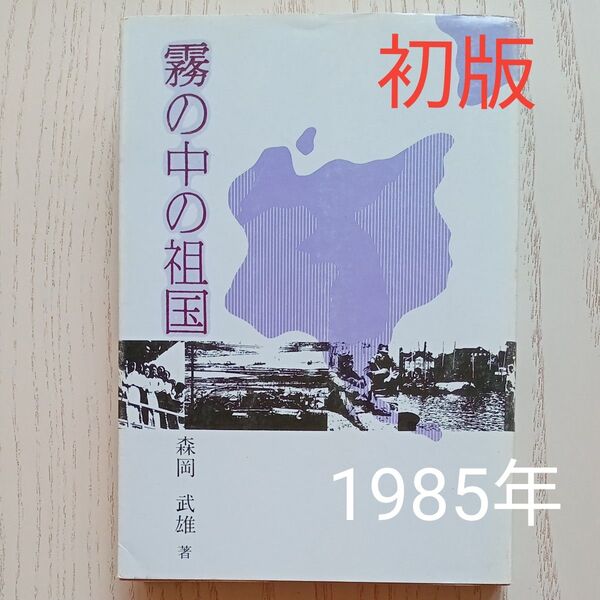 初版
霧の中の祖国
森岡 武雄 著
1985年